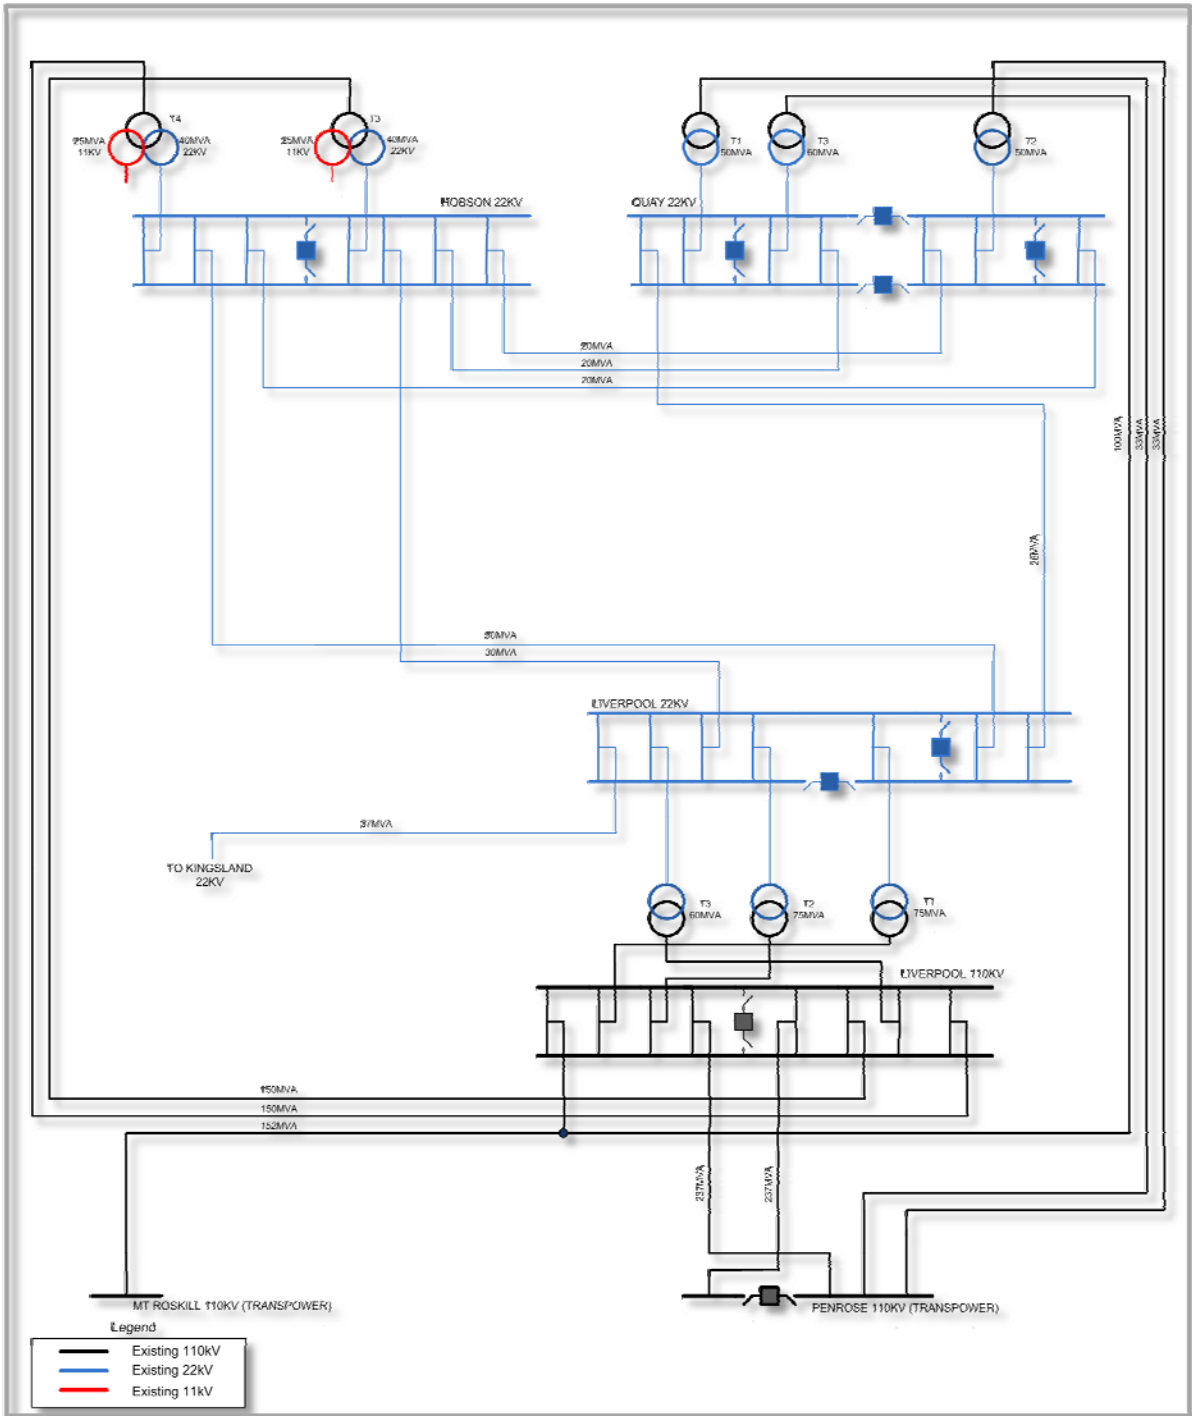 T4
25MVA
11KV
40MVA
22KV
T3
25MVA
11KV
40MVA
22KV
T1
50MVA
T3
60MVA
T2
50MVA
HOBSON 22KV
QUAY 22KV
20MVA
20MVA
20MVA
100MVA
33MVA
33MVA
26MVA
30MVA
30MVA
LIVERPOOL 22KV
37MVA
TO KINGSLAND
22KV
T3
60MVA
T2
75MVA
T1
75MVA
LIVERPOOL 110KV
150MVA
150MVA
152MVA
237MVA
237MVA
MT ROSKILL 110KV (TRANSPOWER)
PENROSE 110KV (TRANSPOWER)
Legend
Existing 110kV
Existing 22kV
Existing 11kV